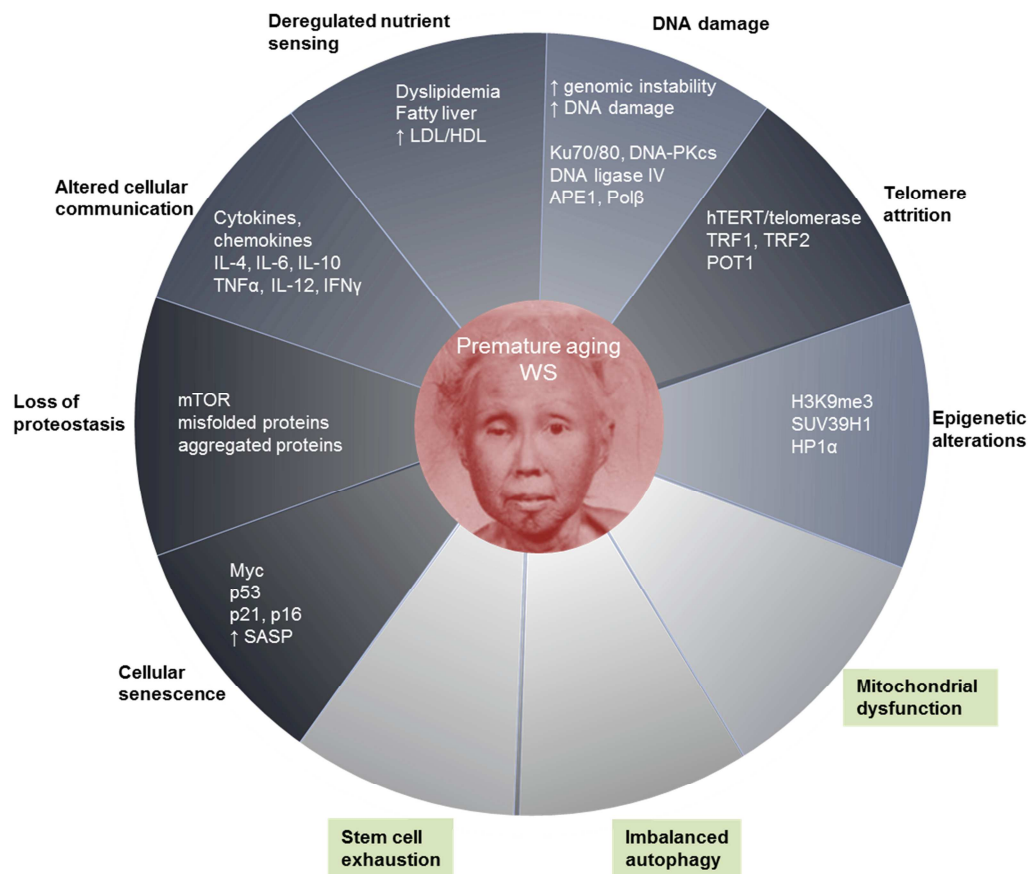 Deregulated nutrient
sensing
Dyslipidemia
Fatty liver
↑ LDL/HDL
DNA damage
↑ genomic instability
↑ DNA damage
Ku70/80, DNA-PKcs
DNA ligase IV
APE1, Polβ
Telomere
attrition
hTERT/telomerase
TRF1, TRF2
POT1
Epigenetic
alterations
H3K9me3
SUV39H1
HP1α
Mitochondrial
dysfunction
Imbalanced
autophagy
Stem cell
exhaustion
Cellular
senescence
Myc
p53
p21, p16
↑ SASP
Loss of
proteostasis
mTOR
misfolded proteins
aggregated proteins
Altered cellular
communication
Cytokines,
chemokines
IL-4, IL-6, IL-10
TNFα, IL-12, IFNγ
Premature aging
WS